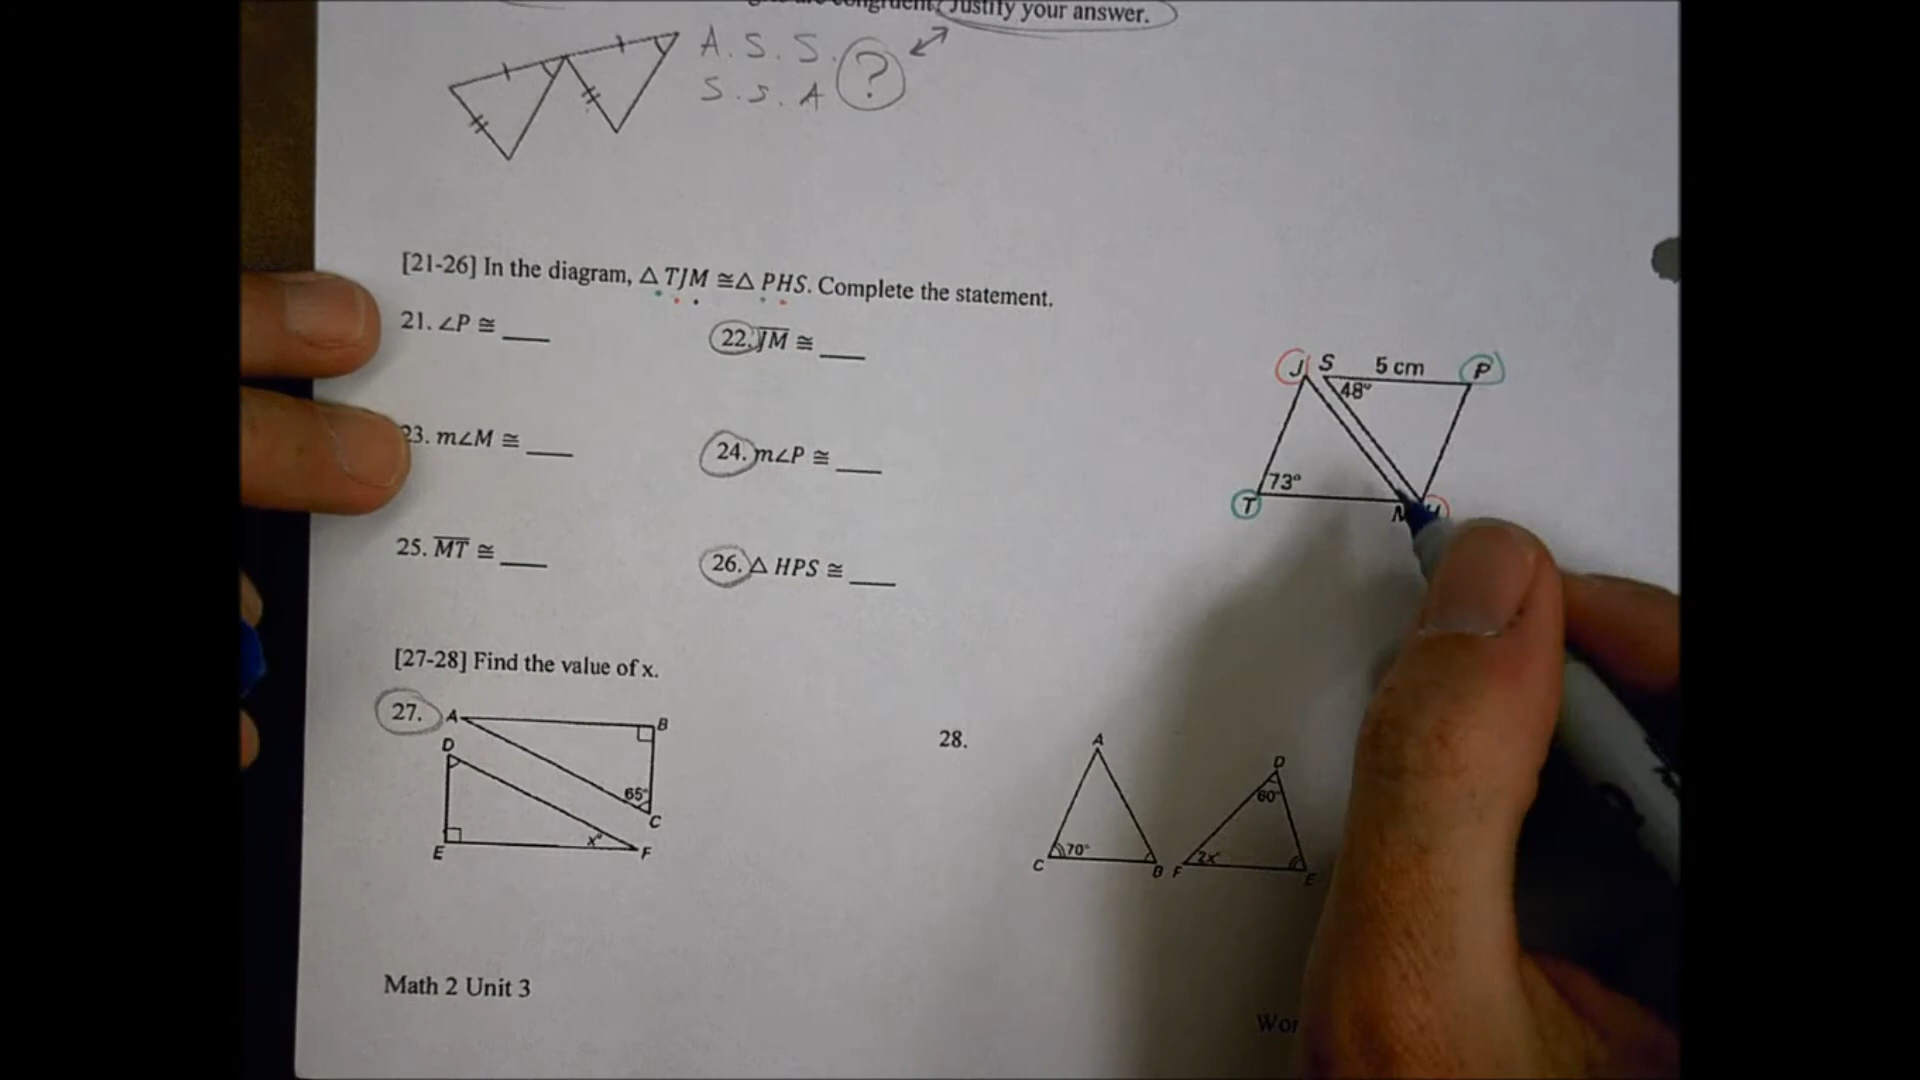 Justify your answer.
A. S. S.
S. S. A ?
[21-26] In the diagram, △ TJM ≅△ PHS. Complete the statement.
21. ∠P ≅ ___
22. JM ≅ ___
J S 5 cm P
48°
23. m∠M ≅ ___
24. m∠P ≅ ___
73°
T
25. MT ≅ ___
26. △ HPS ≅ ___
[27-28] Find the value of x.
27. A B
D
65°
C
x°
E F
28.
A
D
60°
70°
2x
C B F E
Math 2 Unit 3